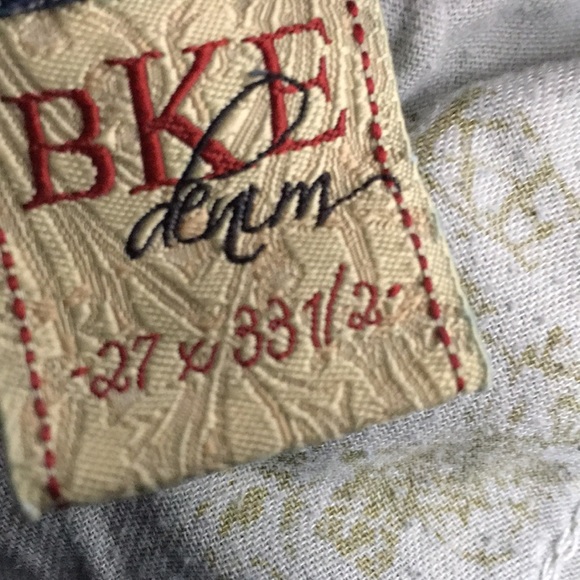 BKE
denim
-27 x 33 1/2-